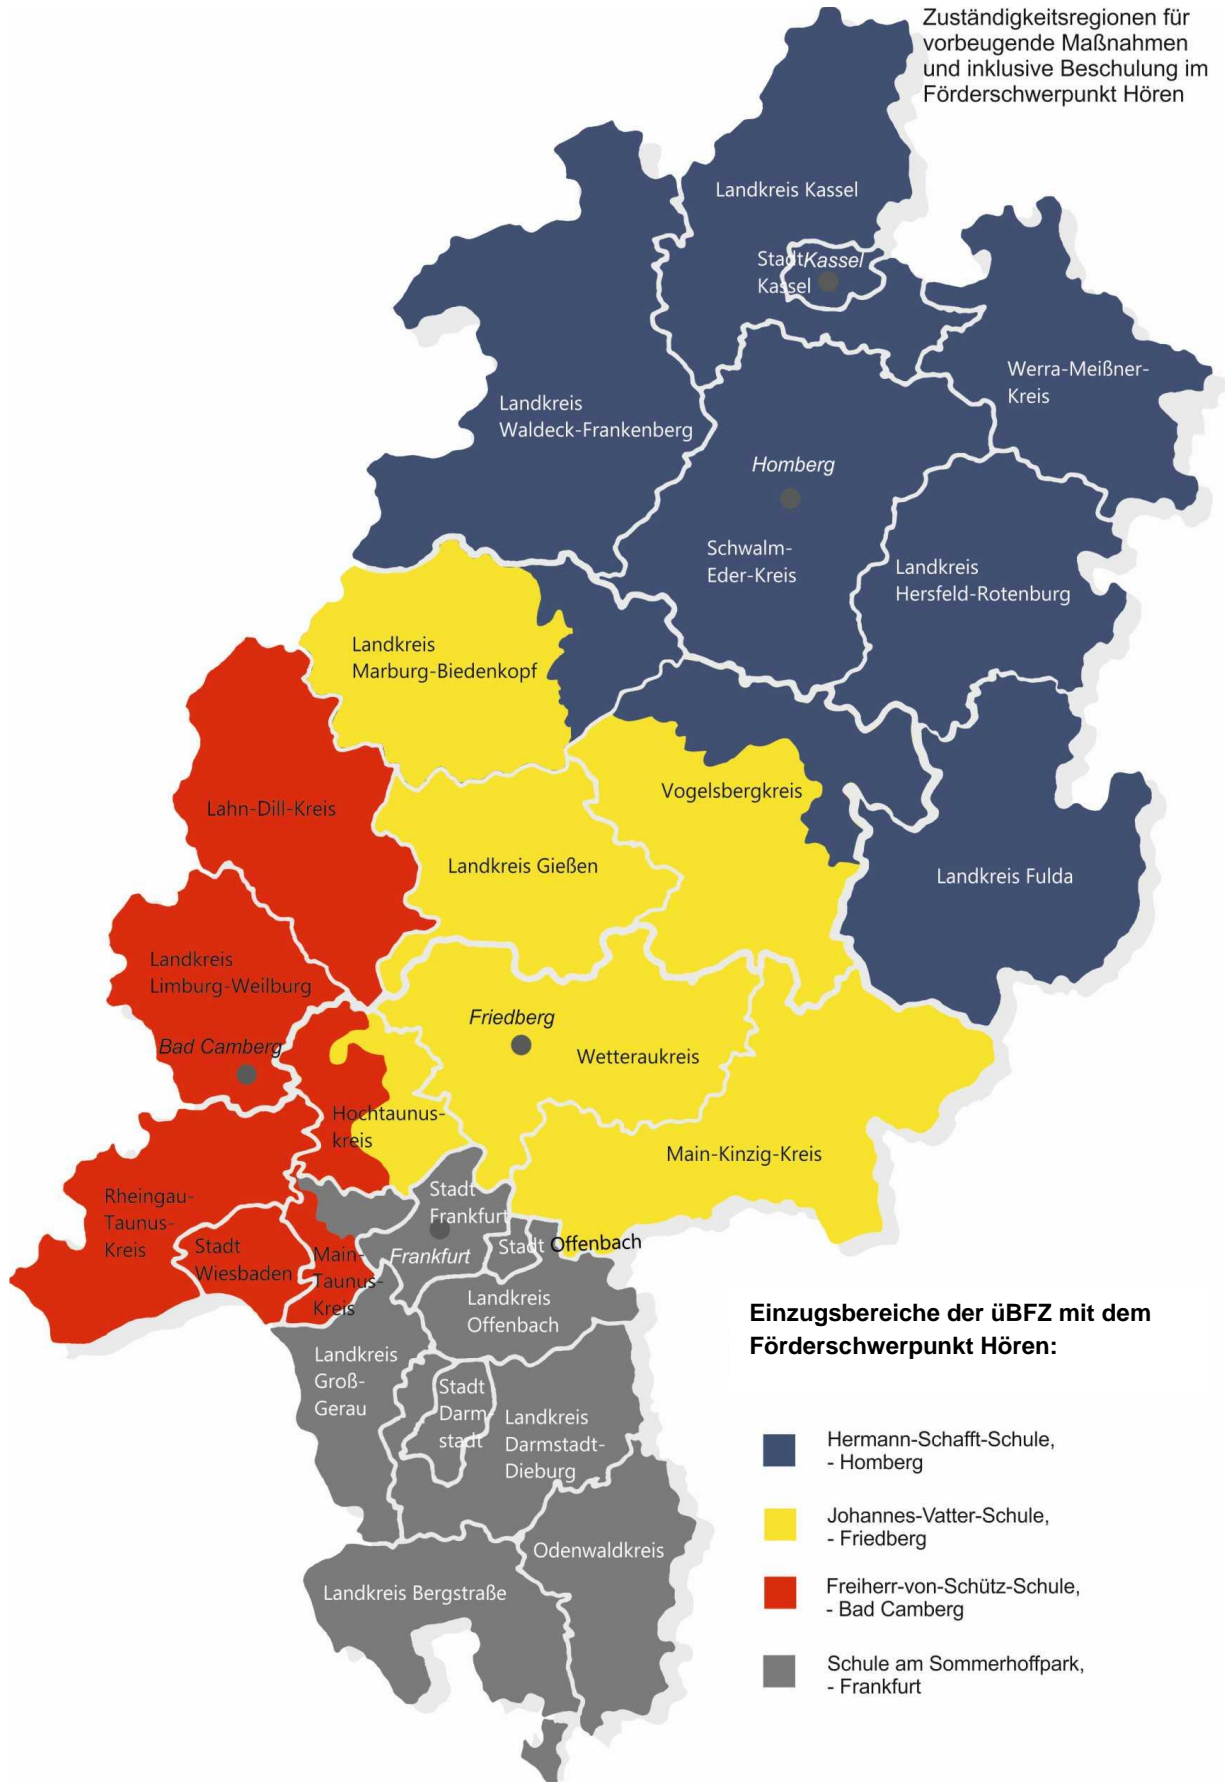 Zuständigkeitsregionen für
vorbeugende Maßnahmen
und inklusive Beschulung im
Förderschwerpunkt Hören
Landkreis Kassel
Stadt
Kassel
Kassel
Werra-Meißner-
Kreis
Landkreis
Waldeck-Frankenberg
Homberg
Schwalm-
Eder-Kreis
Landkreis
Hersfeld-Rotenburg
Landkreis
Marburg-Biedenkopf
Vogelsbergkreis
Lahn-Dill-Kreis
Landkreis Gießen
Landkreis Fulda
Landkreis
Limburg-Weilburg
Bad Camberg
Friedberg
Wetteraukreis
Hochtaunus-
kreis
Main-Kinzig-Kreis
Rheingau-
Taunus-
Kreis
Stadt
Wiesbaden
Main-
Taunus-
Kreis
Stadt
Frankfurt
Frankfurt
Stadt Offenbach
Landkreis
Offenbach
Landkreis
Groß-
Gerau
Stadt
Darm-
stadt
Landkreis
Darmstadt-
Dieburg
Odenwaldkreis
Landkreis Bergstraße
Einzugsbereiche der üBFZ mit dem
Förderschwerpunkt Hören:
Hermann-Schafft-Schule,
- Homberg
Johannes-Vatter-Schule,
- Friedberg
Freiherr-von-Schütz-Schule,
- Bad Camberg
Schule am Sommerhoffpark,
- Frankfurt